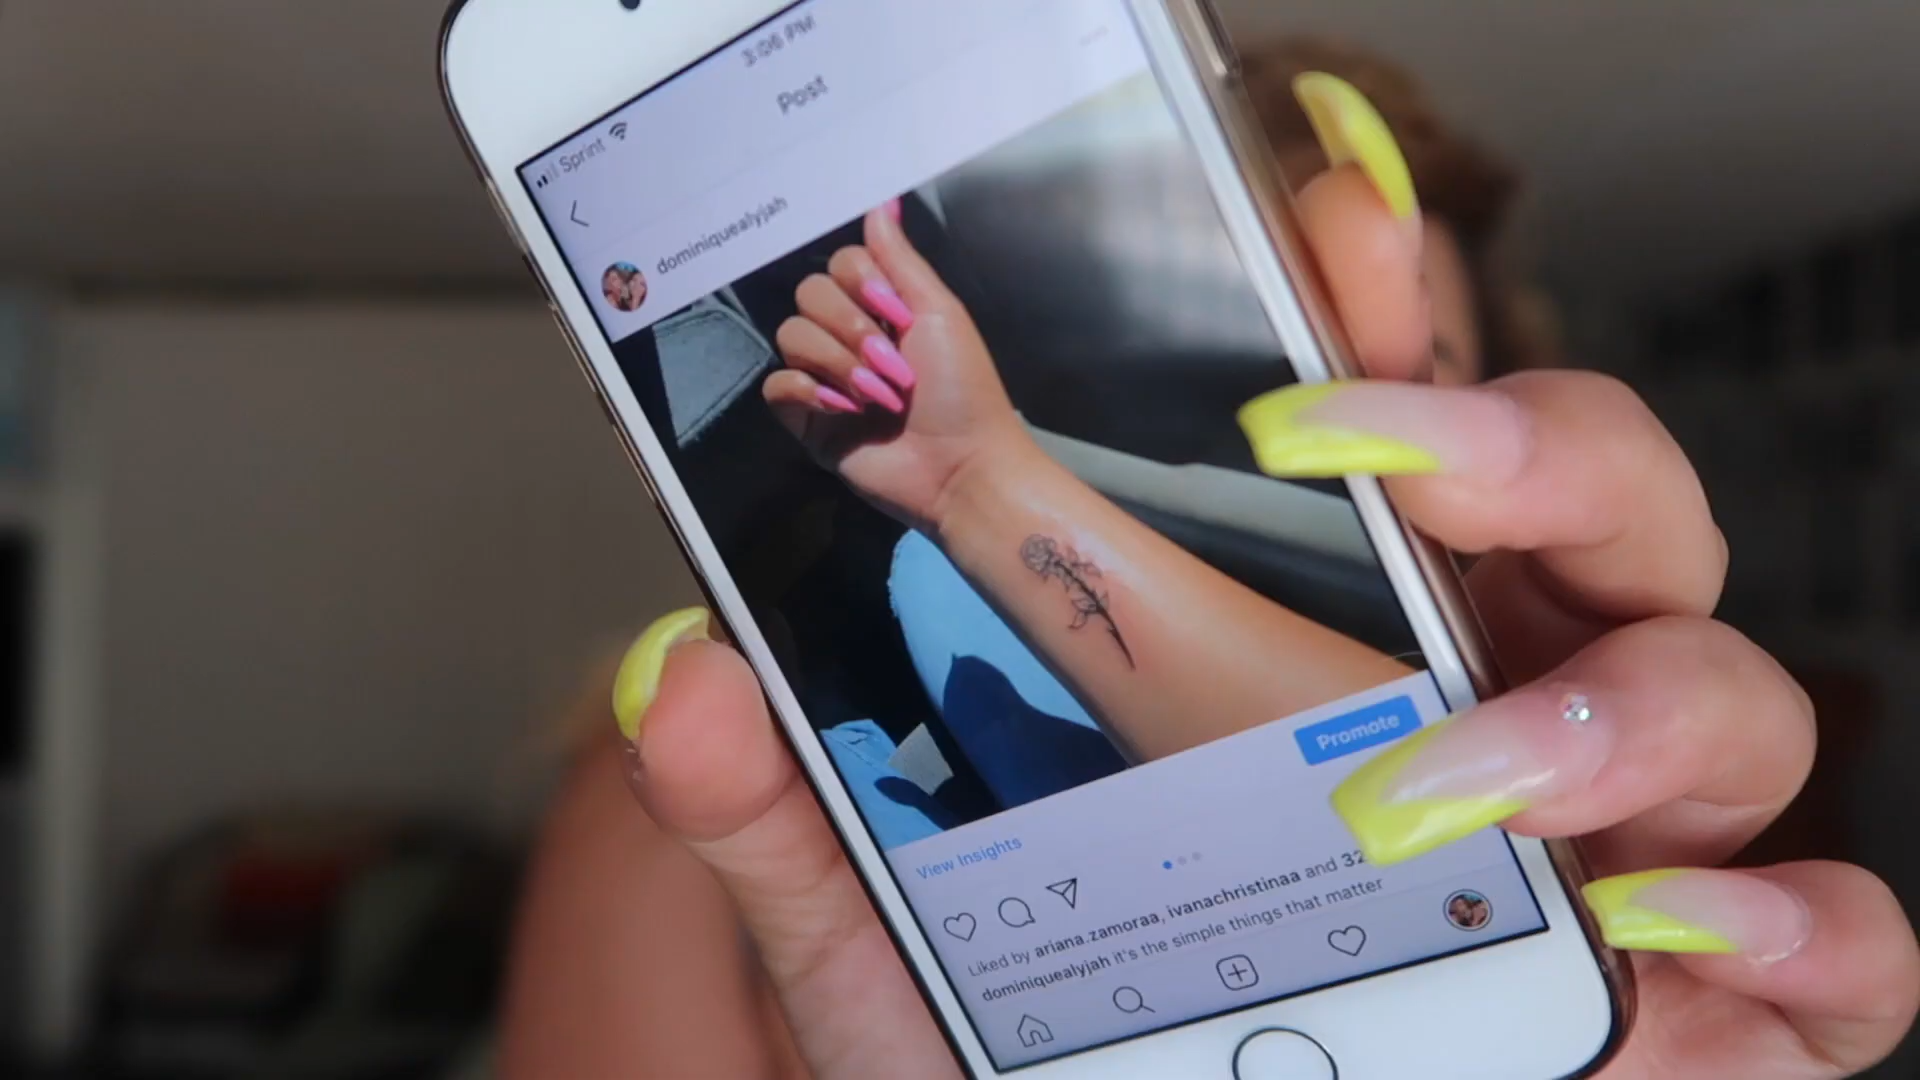 3:06 PM
Sprint
Post
dominiquealyjah
Promote
View Insights
Liked by ariana.zamoraa, ivanachristinaa and 32
dominiquealyjah it's the simple things that matter